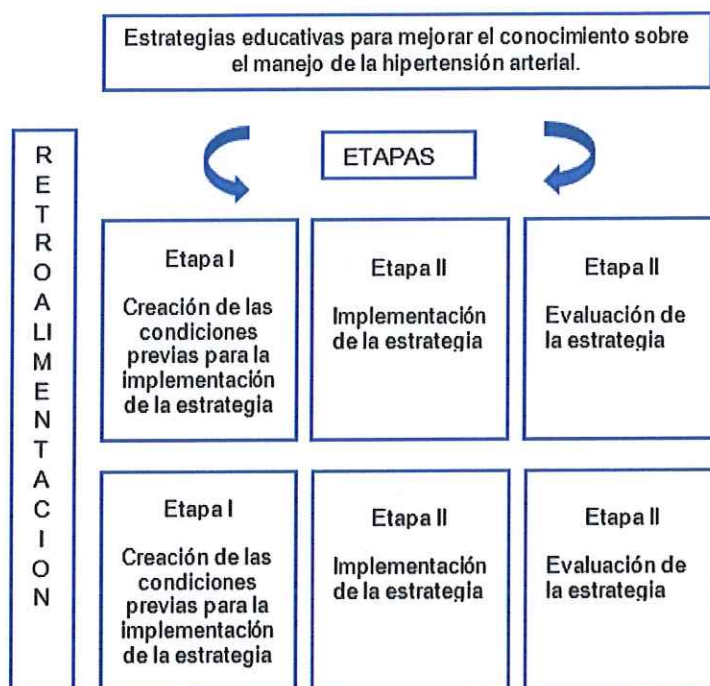 Estrategias educativas para mejorar el conocimiento sobre
el manejo de la hipertensión arterial.
ETAPAS
R
E
T
R
O
A
LI
M
E
N
T
A
C
I
O
N
Etapa I
Creación de las
condiciones
previas para la
implementación
de la estrategia
Etapa II
Implementación
de la estrategia
Etapa II
Evaluación de
la estrategia
Etapa I
Creación de las
condiciones
previas para la
implementación
de la estrategia
Etapa II
Implementación
de la estrategia
Etapa II
Evaluación de
la estrategia